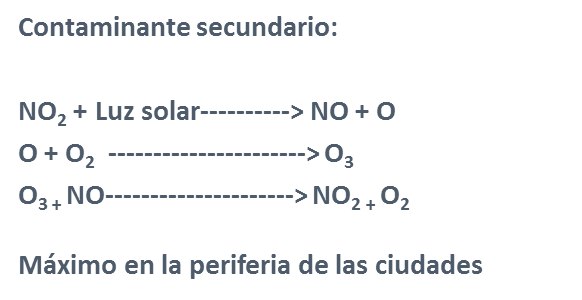 Contaminante secundario:
NO₂ + Luz solar----------> NO + O
O + O₂ ----------------------> O₃
O₃ ₊ NO---------------------> NO₂ ₊ O₂
Máximo en la periferia de las ciudades